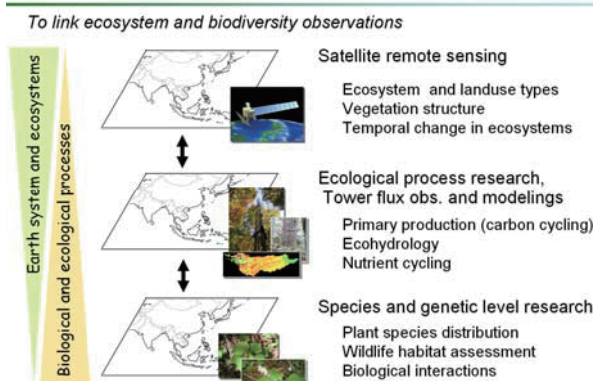 To link ecosystem and biodiversity observations
Earth system and ecosystems
Biological and ecological processes
Satellite remote sensing
Ecosystem and landuse types
Vegetation structure
Temporal change in ecosystems
Ecological process research,
Tower flux obs. and modelings
Primary production (carbon cycling)
Ecohydrology
Nutrient cycling
Species and genetic level research
Plant species distribution
Wildlife habitat assessment
Biological interactions